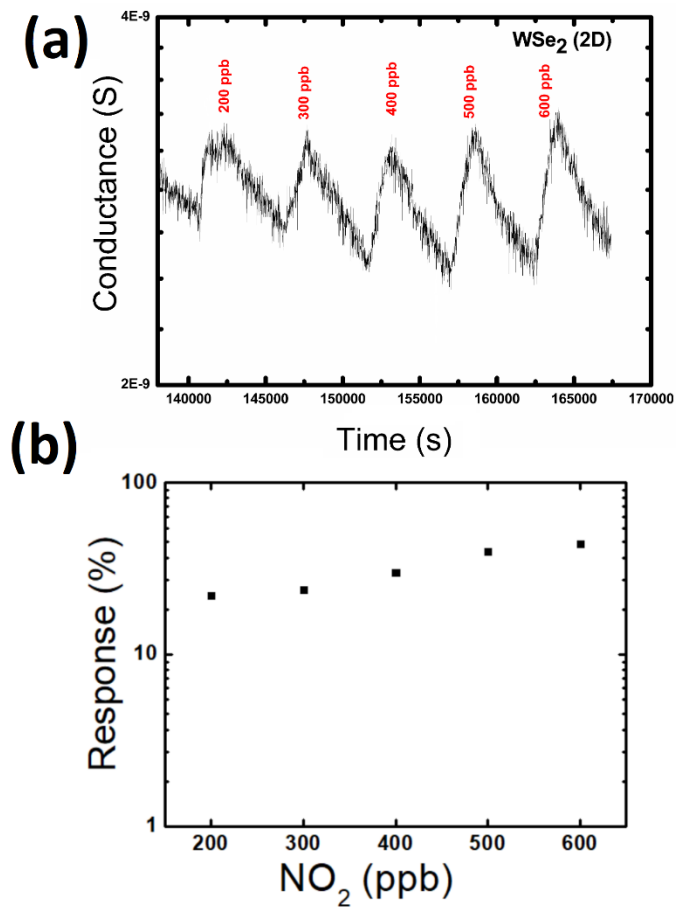 (a)
4E-9
WSe₂ (2D)
200 ppb
300 ppb
400 ppb
500 ppb
600 ppb
Conductance (S)
2E-9
140000 145000 150000 155000 160000 165000 170000
Time (s)
(b)
100
10
1
Response (%)
200 300 400 500 600
NO₂ (ppb)